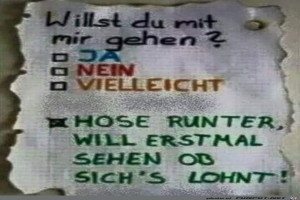 Willst du mit
mir gehen?
JA
NEIN
VIELLEICHT
HOSE RUNTER,
WILL ERSTMAL
SEHEN OB
SICH'S LOHNT!